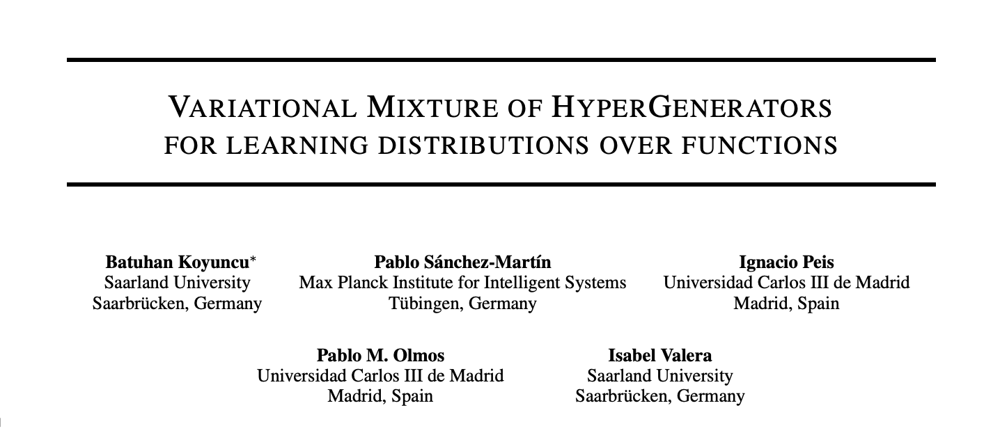 VARIATIONAL MIXTURE OF HYPERGENERATORS
FOR LEARNING DISTRIBUTIONS OVER FUNCTIONS
Batuhan Koyuncu*
Saarland University
Saarbrücken, Germany
Pablo Sánchez-Martín
Max Planck Institute for Intelligent Systems
Tübingen, Germany
Ignacio Peis
Universidad Carlos III de Madrid
Madrid, Spain
Pablo M. Olmos
Universidad Carlos III de Madrid
Madrid, Spain
Isabel Valera
Saarland University
Saarbrücken, Germany